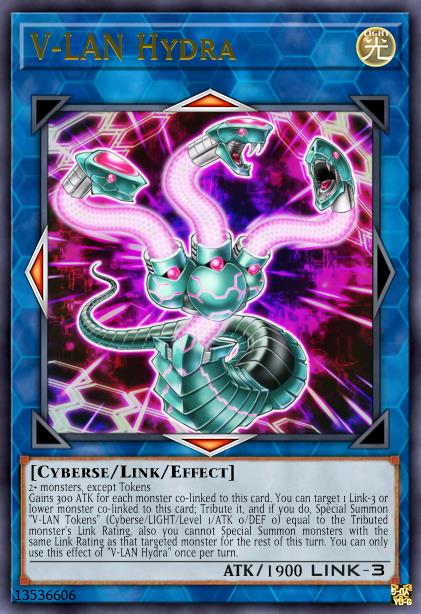 V-LAN Hydra
LIGHT
光
[Cyberse/Link/Effect]
2+ monsters, except Tokens
Gains 300 ATK for each monster co-linked to this card. You can target 1 Link-3 or
lower monster co-linked to this card; Tribute it, and if you do, Special Summon
"V-LAN Tokens" (Cyberse/LIGHT/Level 1/ATK 0/DEF 0) equal to the Tributed
monster's Link Rating, also you cannot Special Summon monsters with the
same Link Rating as that targeted monster for the rest of this turn. You can only
use this effect of "V-LAN Hydra" once per turn.
ATK/1900 LINK-3
13536606